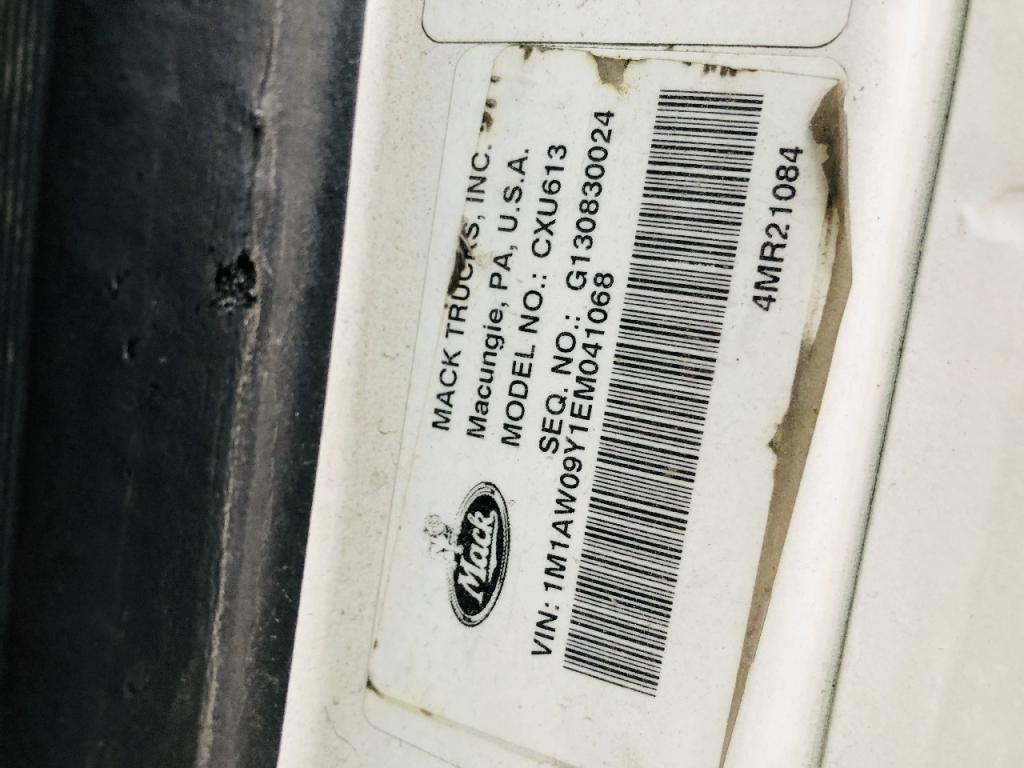 Mack
MACK TRUCKS, INC.
Macungie, PA, U.S.A.
MODEL NO.: CXU613
SEQ. NO.: G130830024
VIN: 1M1AW09Y1EM041068
4MR21084